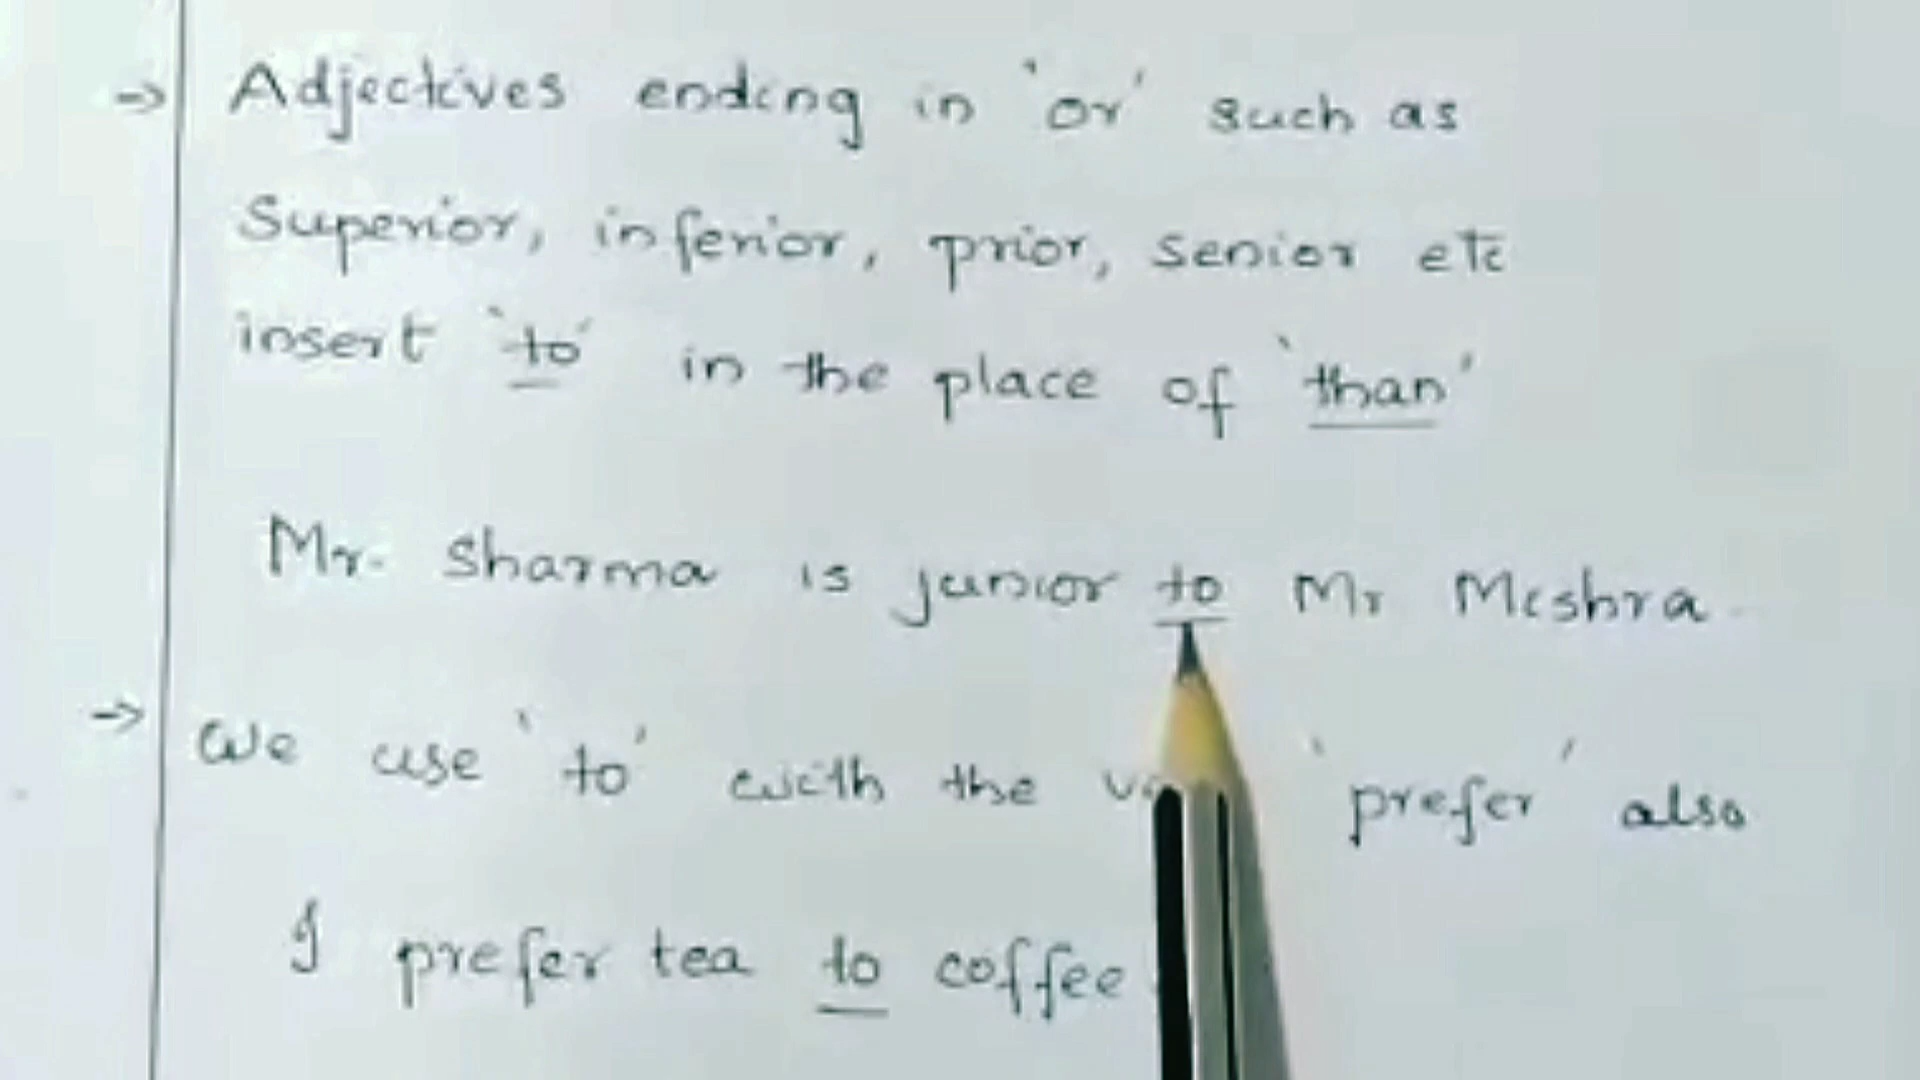 → Adjectives ending in 'or' such as
Superior, inferior, prior, senior etc
insert 'to' in the place of 'than'
Mr. Sharma is junior to Mr Mishra.
→ We use 'to' with the 'prefer' also
I prefer tea to coffee